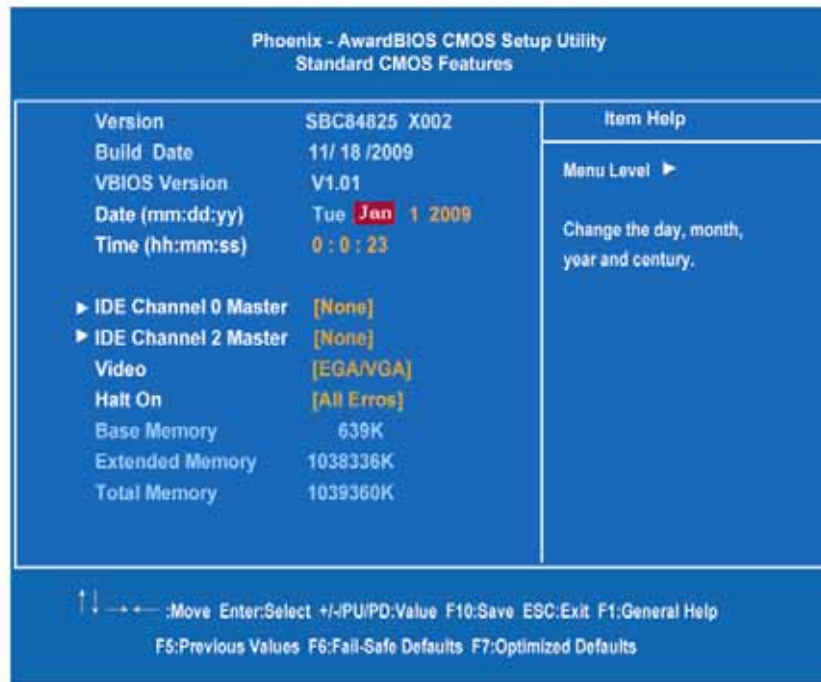 Phoenix - AwardBIOS CMOS Setup Utility
Standard CMOS Features
Version SBC84825 X002
Build Date 11/ 18 /2009
VBIOS Version V1.01
Date (mm:dd:yy) Tue Jan 1 2009
Time (hh:mm:ss) 0 : 0 : 23
► IDE Channel 0 Master [None]
► IDE Channel 2 Master [None]
Video [EGA/VGA]
Halt On [All Erros]
Base Memory 639K
Extended Memory 1038336K
Total Memory 1039360K
Item Help
Menu Level ►
Change the day, month,
year and century.
↑↓→← :Move Enter:Select +/-/PU/PD:Value F10:Save ESC:Exit F1:General Help
F5:Previous Values F6:Fail-Safe Defaults F7:Optimized Defaults